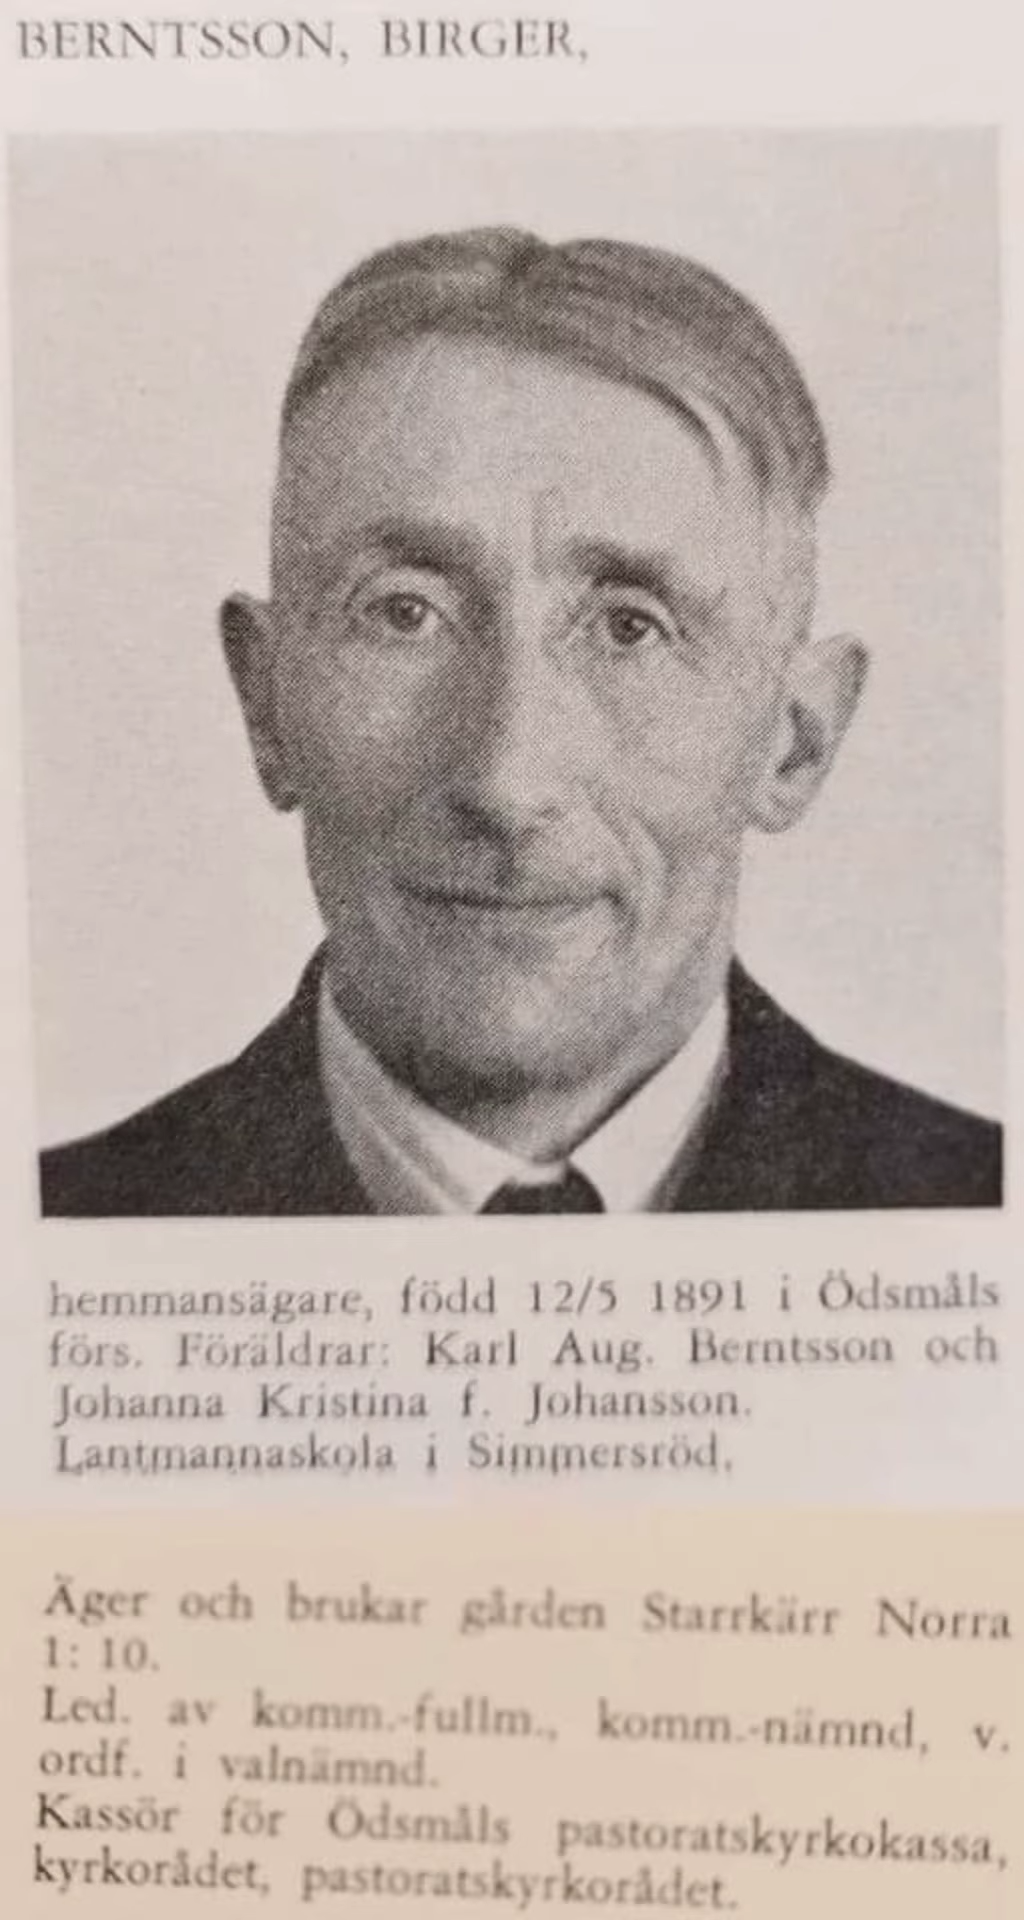 BERNTSSON, BIRGER,
hemmansägare, född 12/5 1891 i Ödsmåls
förs. Föräldrar: Karl Aug. Berntsson och
Johanna Kristina f. Johansson.
Lantmannaskola i Simmersröd.
Äger och brukar gården Starrkärr Norra
1: 10.
Led. av komm.-fullm., komm.-nämnd, v.
ordf. i valnämnd.
Kassör för Ödsmåls pastoratskyrkokassa,
kyrkorådet, pastoratskyrkorådet.